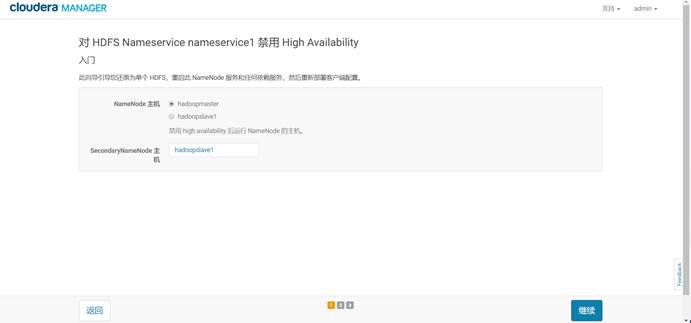 cloudera MANAGER
支持 admin
对 HDFS Nameservice nameservice1 禁用 High Availability
入门
此向导引导您还原为单个 HDFS，重启此 NameNode 服务和任何依赖服务，然后重新部署客户端配置。
NameNode 主机 hadoopmaster
hadoopslave1
禁用 high availability 后运行 NameNode 的主机。
SecondaryNameNode 主
机 hadoopslave1
Feedback
返回 1 2 3 继续